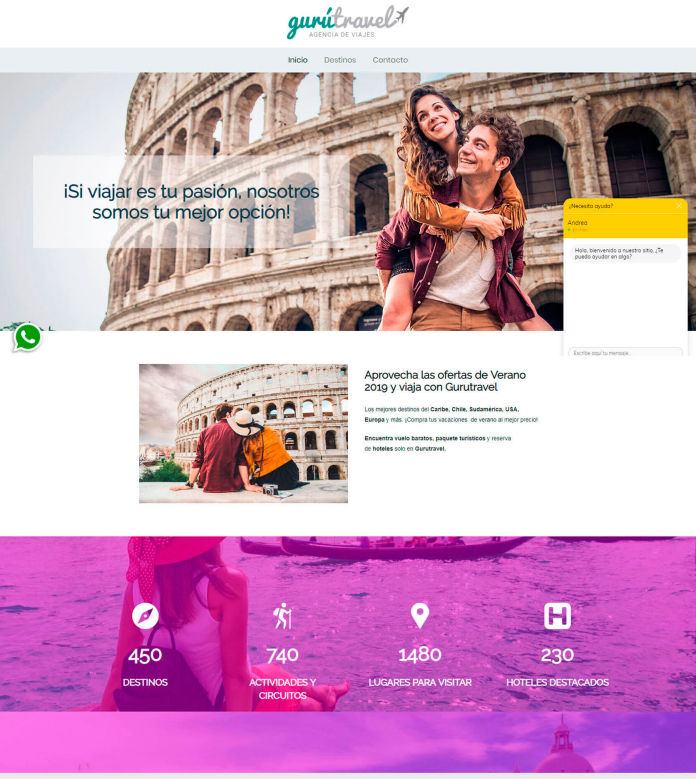 gurútravel
AGENCIA DE VIAJES
Inicio Destinos Contacto
¡Si viajar es tu pasión, nosotros
somos tu mejor opción!
¿Necesita ayuda?
Andrea
Hola, bienvenido a nuestro sitio, ¿Te
puedo ayudar en algo?
Escribe aquí tu mensaje...
Aprovecha las ofertas de Verano
2019 y viaja con Gurutravel
Los mejores destinos del Caribe, Chile, Sudamérica, USA,
Europa y más. ¡Compra tus vacaciones de verano al mejor precio!
Encuentra vuelo baratos, paquete turísticos y reserva
de hoteles solo en Gurutravel.
450
DESTINOS
740
ACTIVIDADES Y
CIRCUITOS
1480
LUGARES PARA VISITAR
H
230
HOTELES DESTACADOS